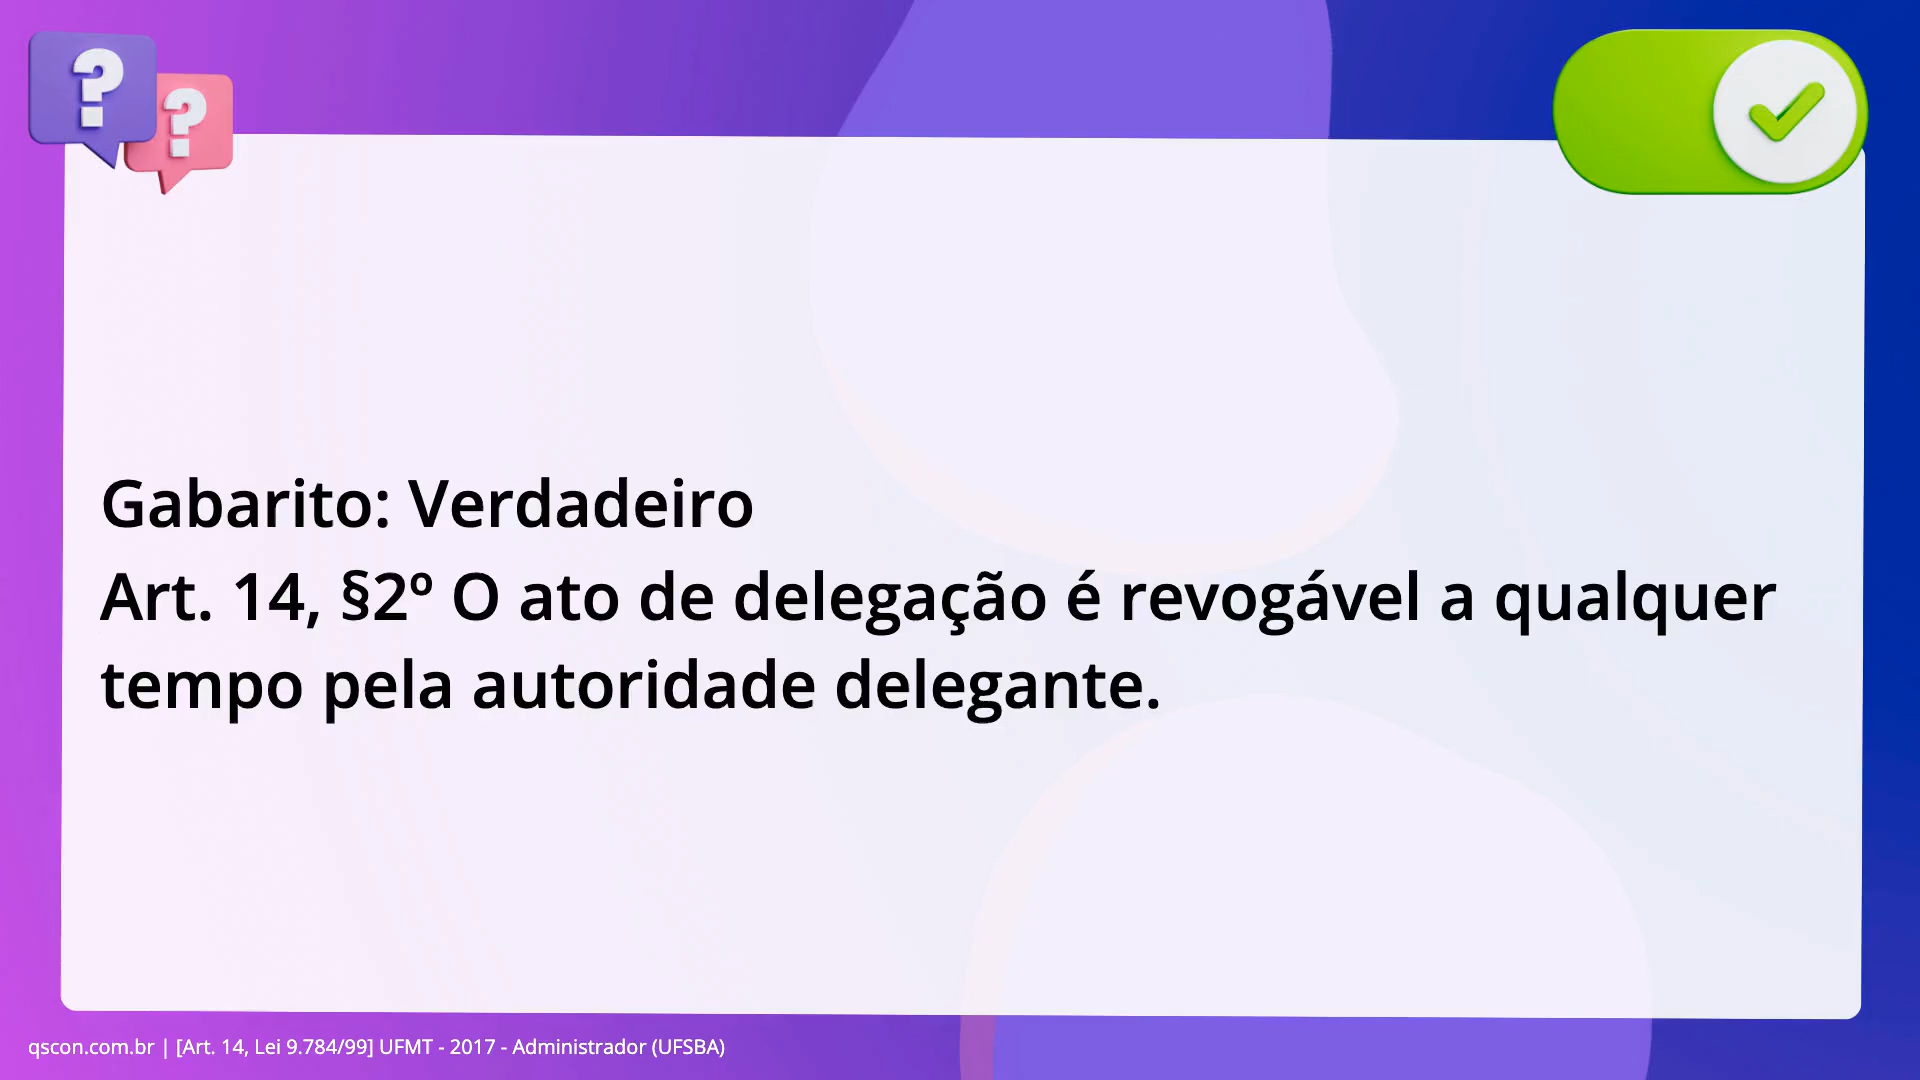 Gabarito: Verdadeiro
Art. 14, §2º O ato de delegação é revogável a qualquer
tempo pela autoridade delegante.
qscon.com.br | [Art. 14, Lei 9.784/99] UFMT - 2017 - Administrador (UFSBA)